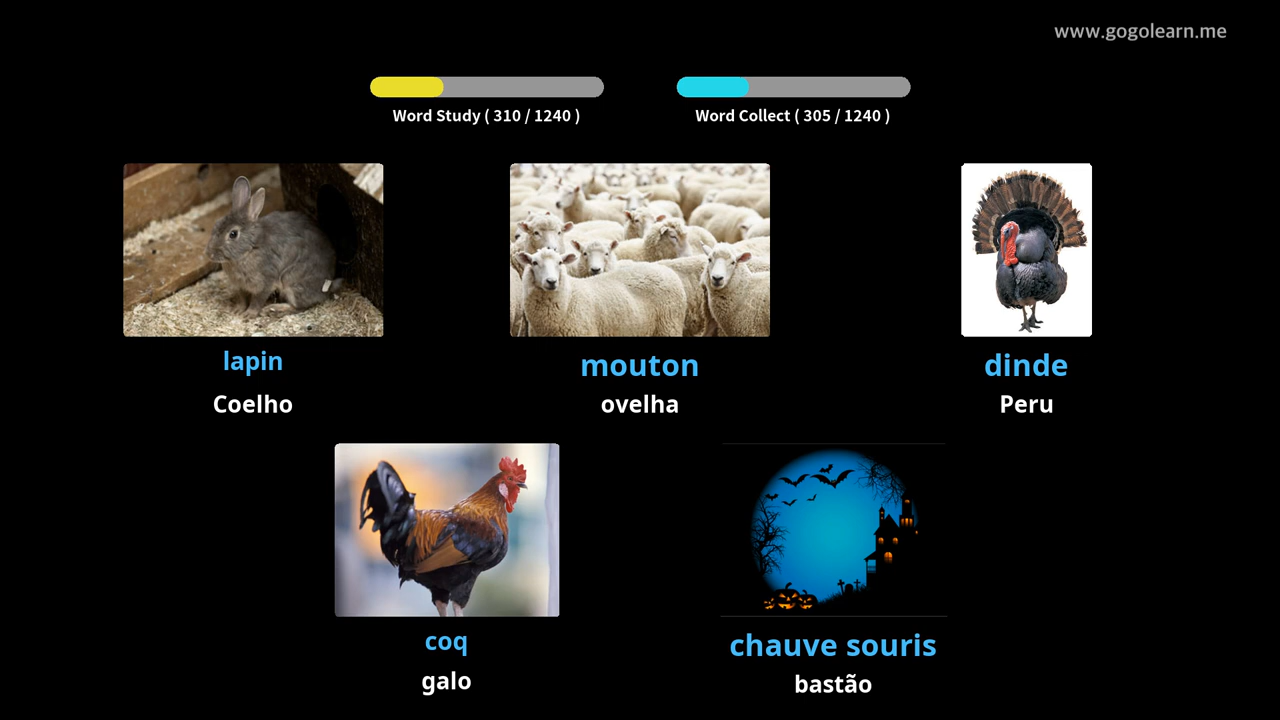 www.gogolearn.me
Word Study ( 310 / 1240 )
Word Collect ( 305 / 1240 )
lapin
Coelho
mouton
ovelha
dinde
Peru
coq
galo
chauve souris
bastão